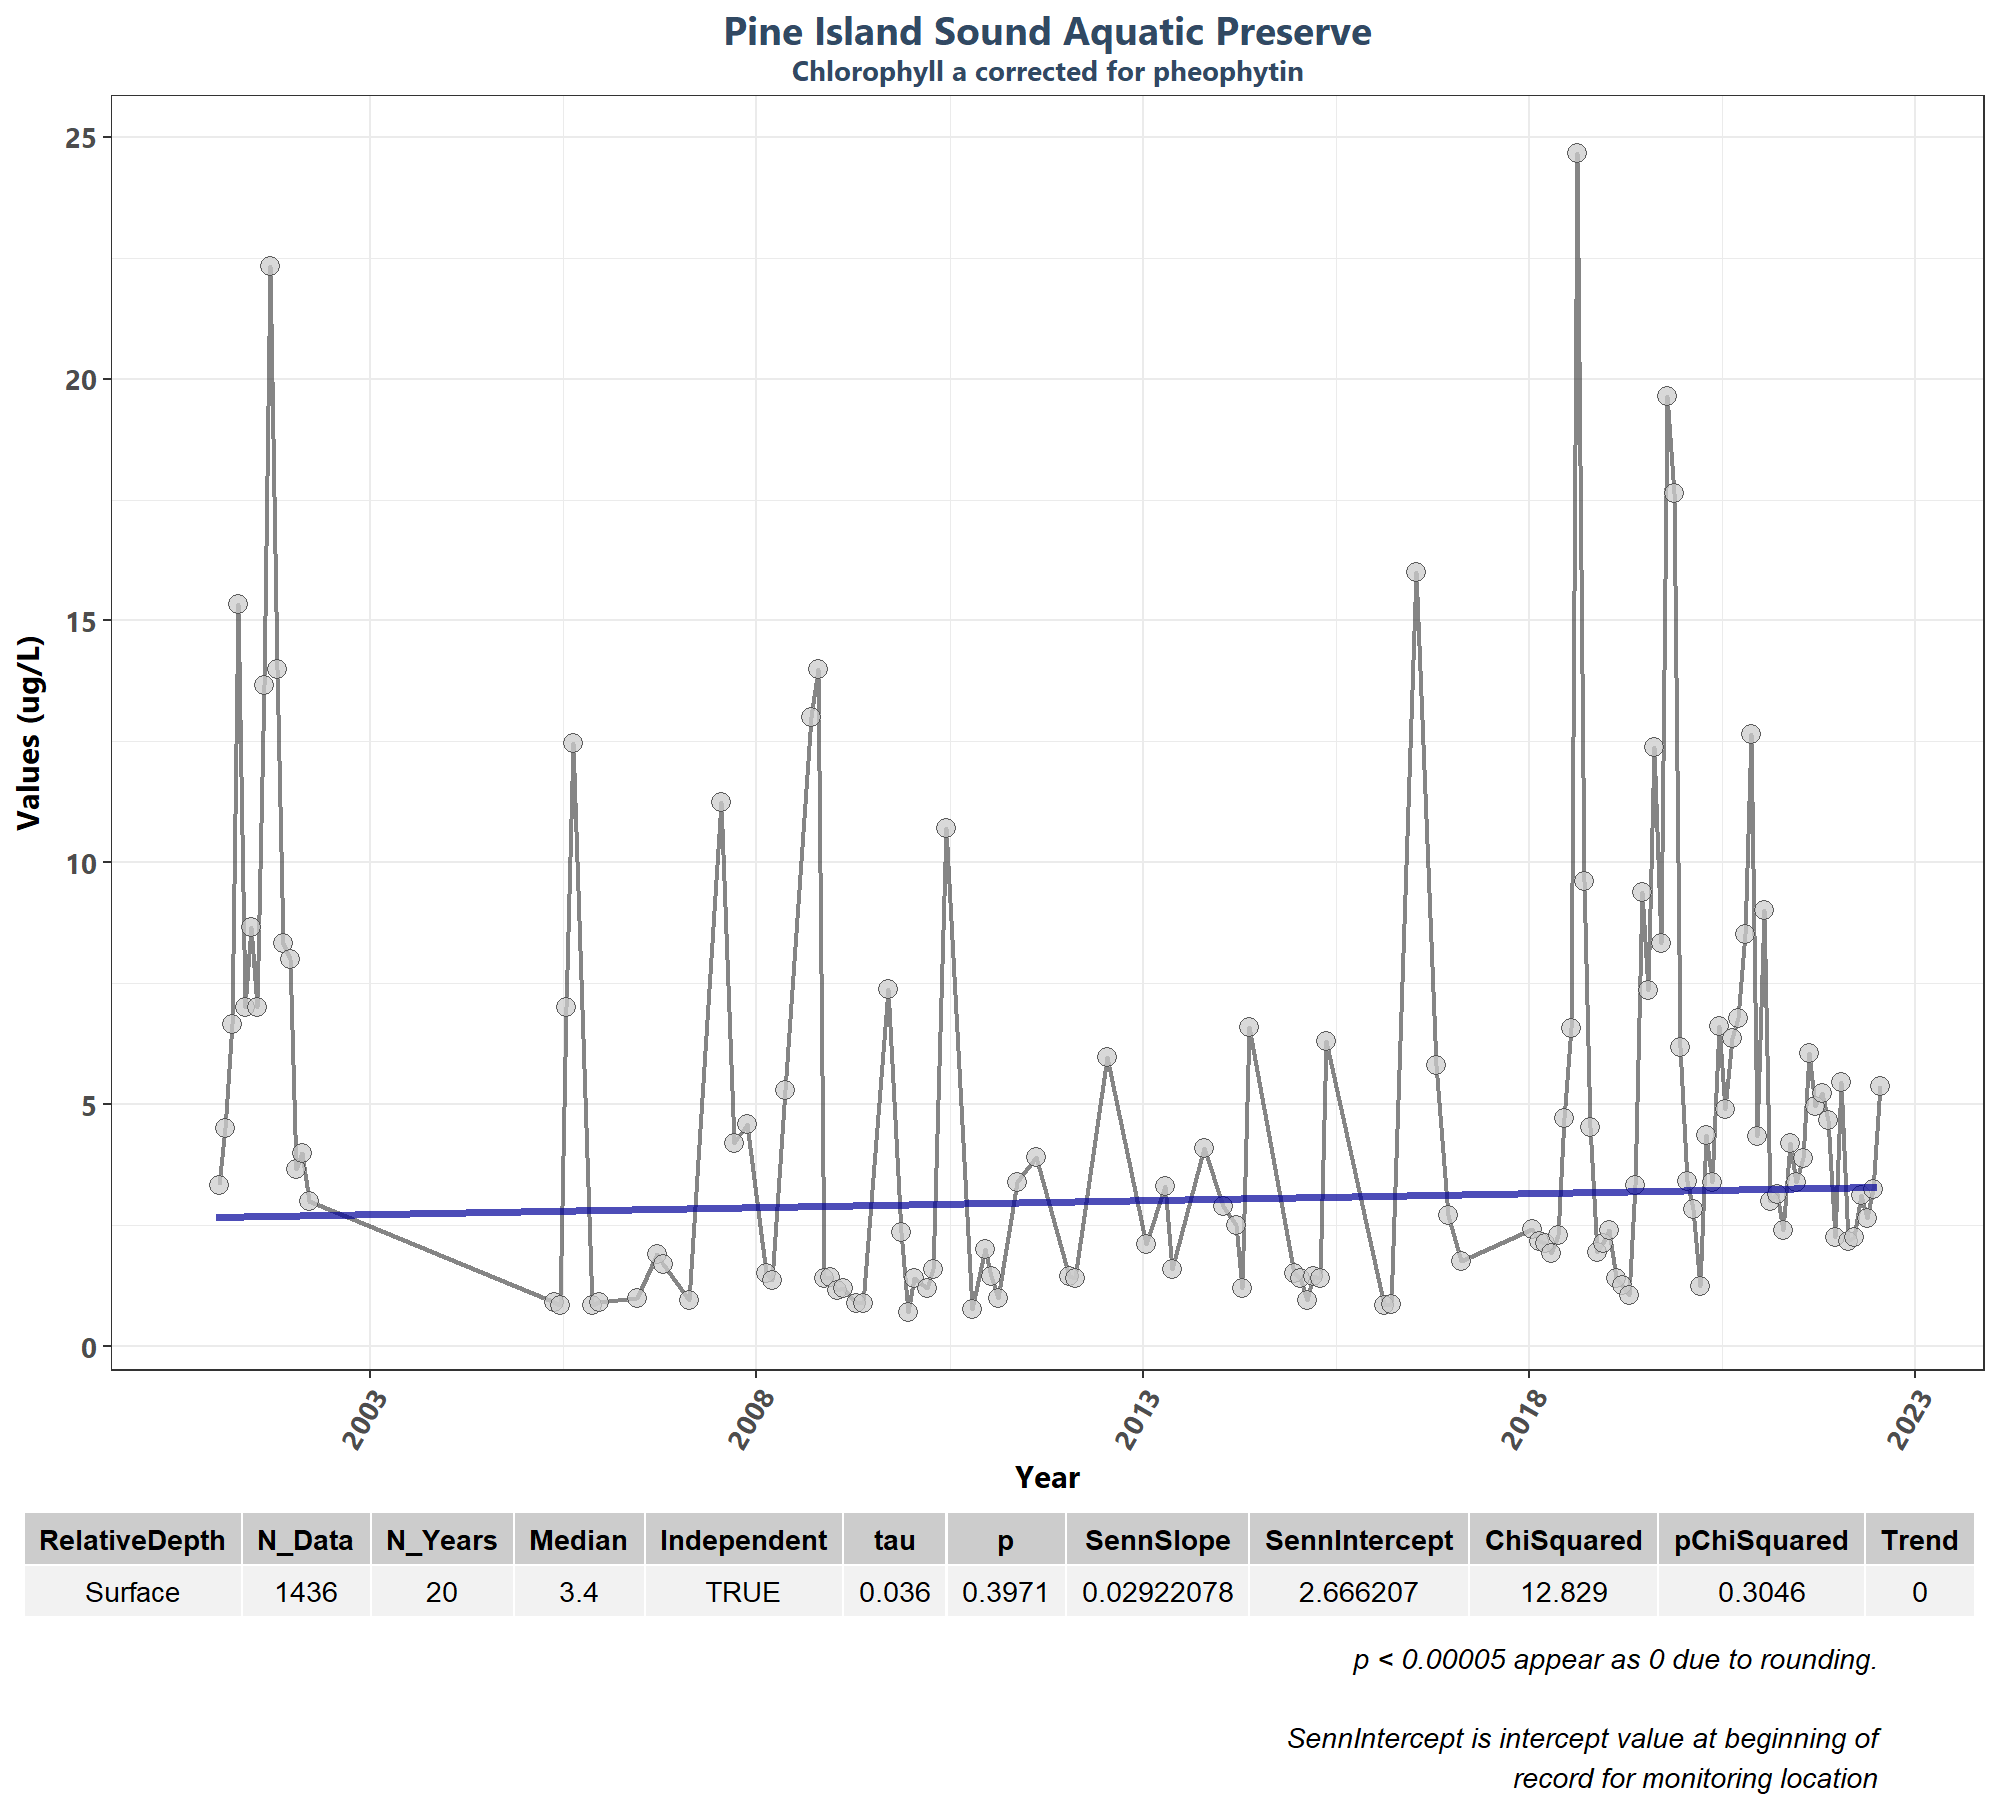 Pine Island Sound Aquatic Preserve
Chlorophyll a corrected for pheophytin
Values (ug/L)
25
20
15
10
5
0
2003 2008 2013 2018 2023
Year
RelativeDepth N_Data N_Years Median Independent tau p SennSlope SennIntercept ChiSquared pChiSquared Trend
Surface 1436 20 3.4 TRUE 0.036 0.3971 0.02922078 2.666207 12.829 0.3046 0
p < 0.00005 appear as 0 due to rounding.
SennIntercept is intercept value at beginning of
record for monitoring location